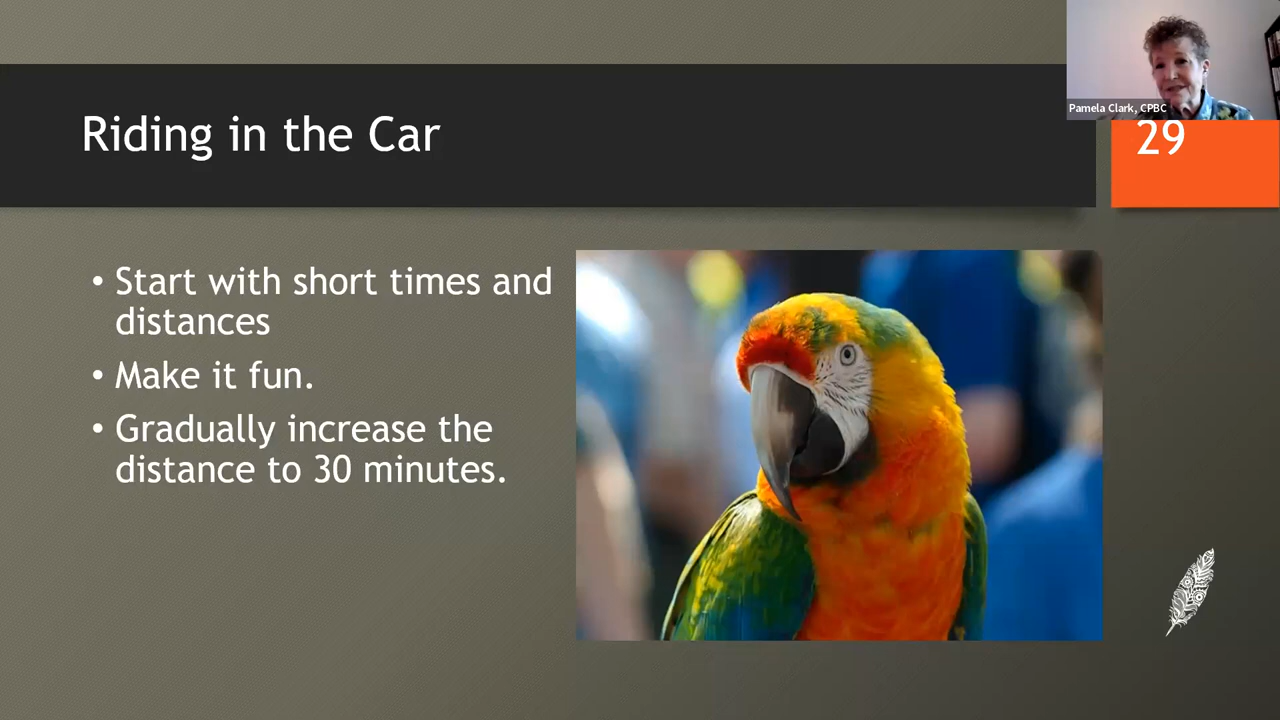 Pamela Clark, CPBC
Riding in the Car
29
• Start with short times and
distances
• Make it fun.
• Gradually increase the
distance to 30 minutes.